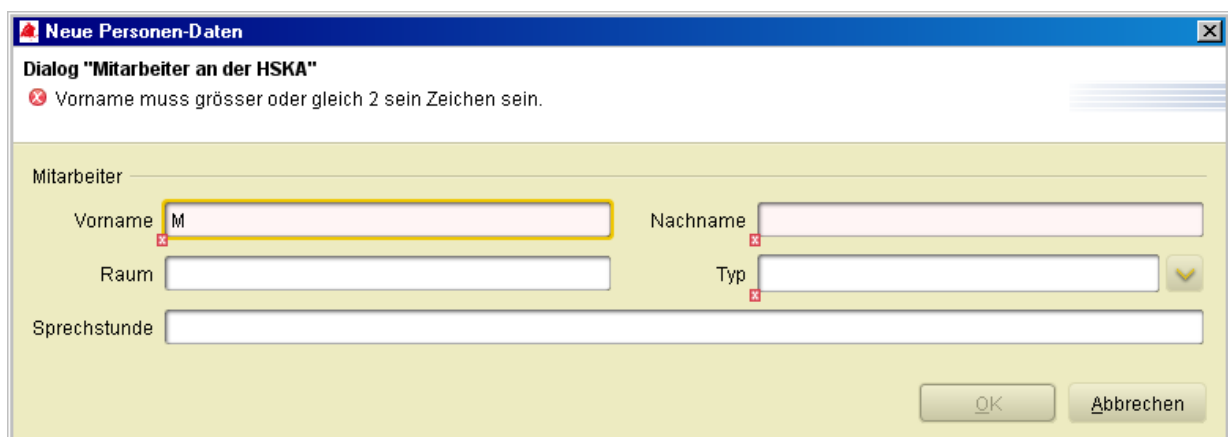 Neue Personen-Daten
Dialog "Mitarbeiter an der HSKA"
Vorname muss grösser oder gleich 2 sein Zeichen sein.
Mitarbeiter
Vorname M Nachname
Raum Typ
Sprechstunde
OK Abbrechen